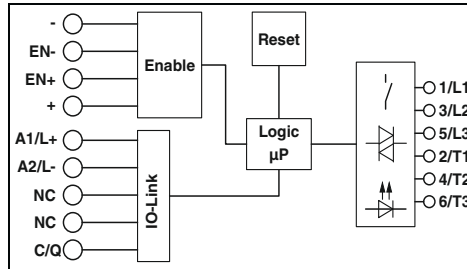 -
EN-
EN+
+
Enable
Reset
A1/L+
A2/L-
NC
NC
C/Q
IO-Link
Logic
µP
1/L1
3/L2
5/L3
2/T1
4/T2
6/T3